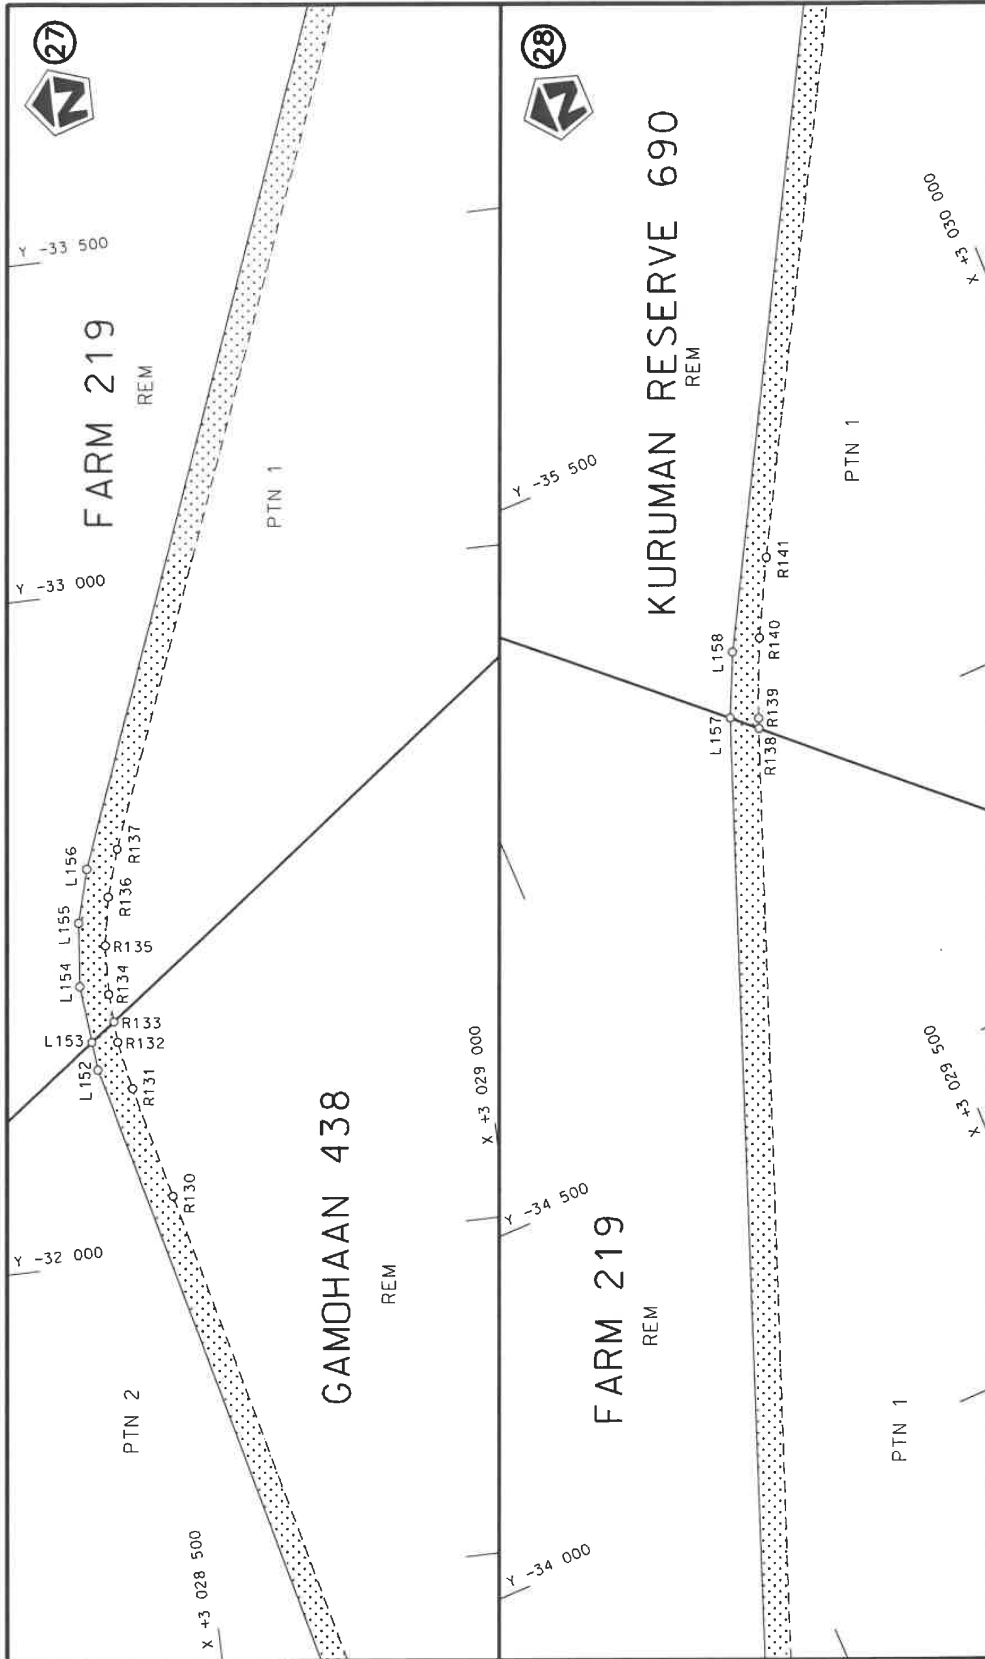 27
N
Y -33 500
FARM 219
REM
PTN 1
Y -33 000
L156
L155
L154
L153
L152
R137
R136
R135
R134
R133
R132
R131
R130
Y -32 000
X +3 029 000
GAMOHAAN 438
REM
PTN 2
X +3 028 500
28
N
KURUMAN RESERVE 690
REM
X +3 030 000
Y -35 500
PTN 1
R141
R140
L158
L157
R139
R138
X +3 029 500
Y -34 500
FARM 219
REM
PTN 1
Y -34 000